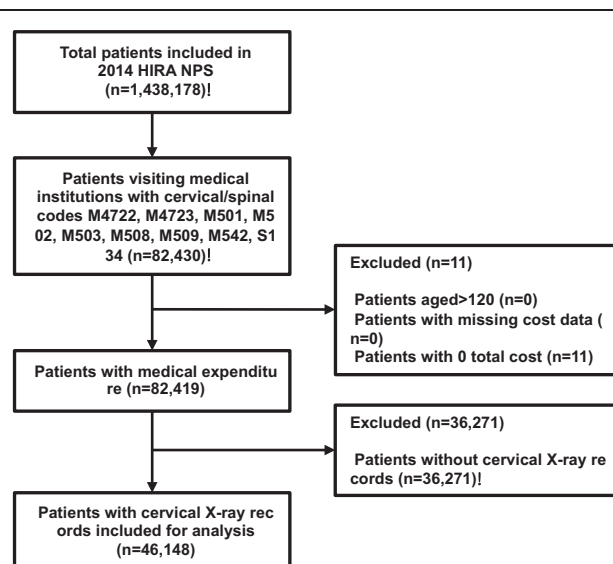 Total patients included in
2014 HIRA NPS
(n=1,438,178)!
Patients visiting medical
institutions with cervical/spinal
codes M4722, M4723, M501, M5
02, M503, M508, M509, M542, S1
34 (n=82,430)!
Excluded (n=11)
Patients aged>120 (n=0)
Patients with missing cost data (
n=0)
Patients with 0 total cost (n=11)
Patients with medical expenditu
re (n=82,419)
Excluded (n=36,271)
Patients without cervical X-ray re
cords (n=36,271)!
Patients with cervical X-ray rec
ords included for analysis
(n=46,148)